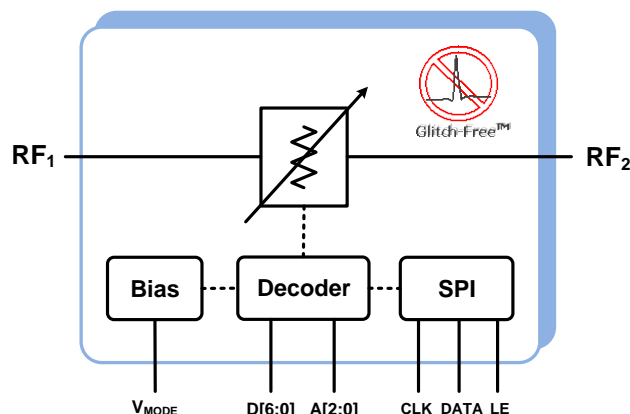 Glitch-Free™
RF₁
RF₂
Bias
Decoder
SPI
VMODE
D[6:0]
A[2:0]
CLK
DATA
LE